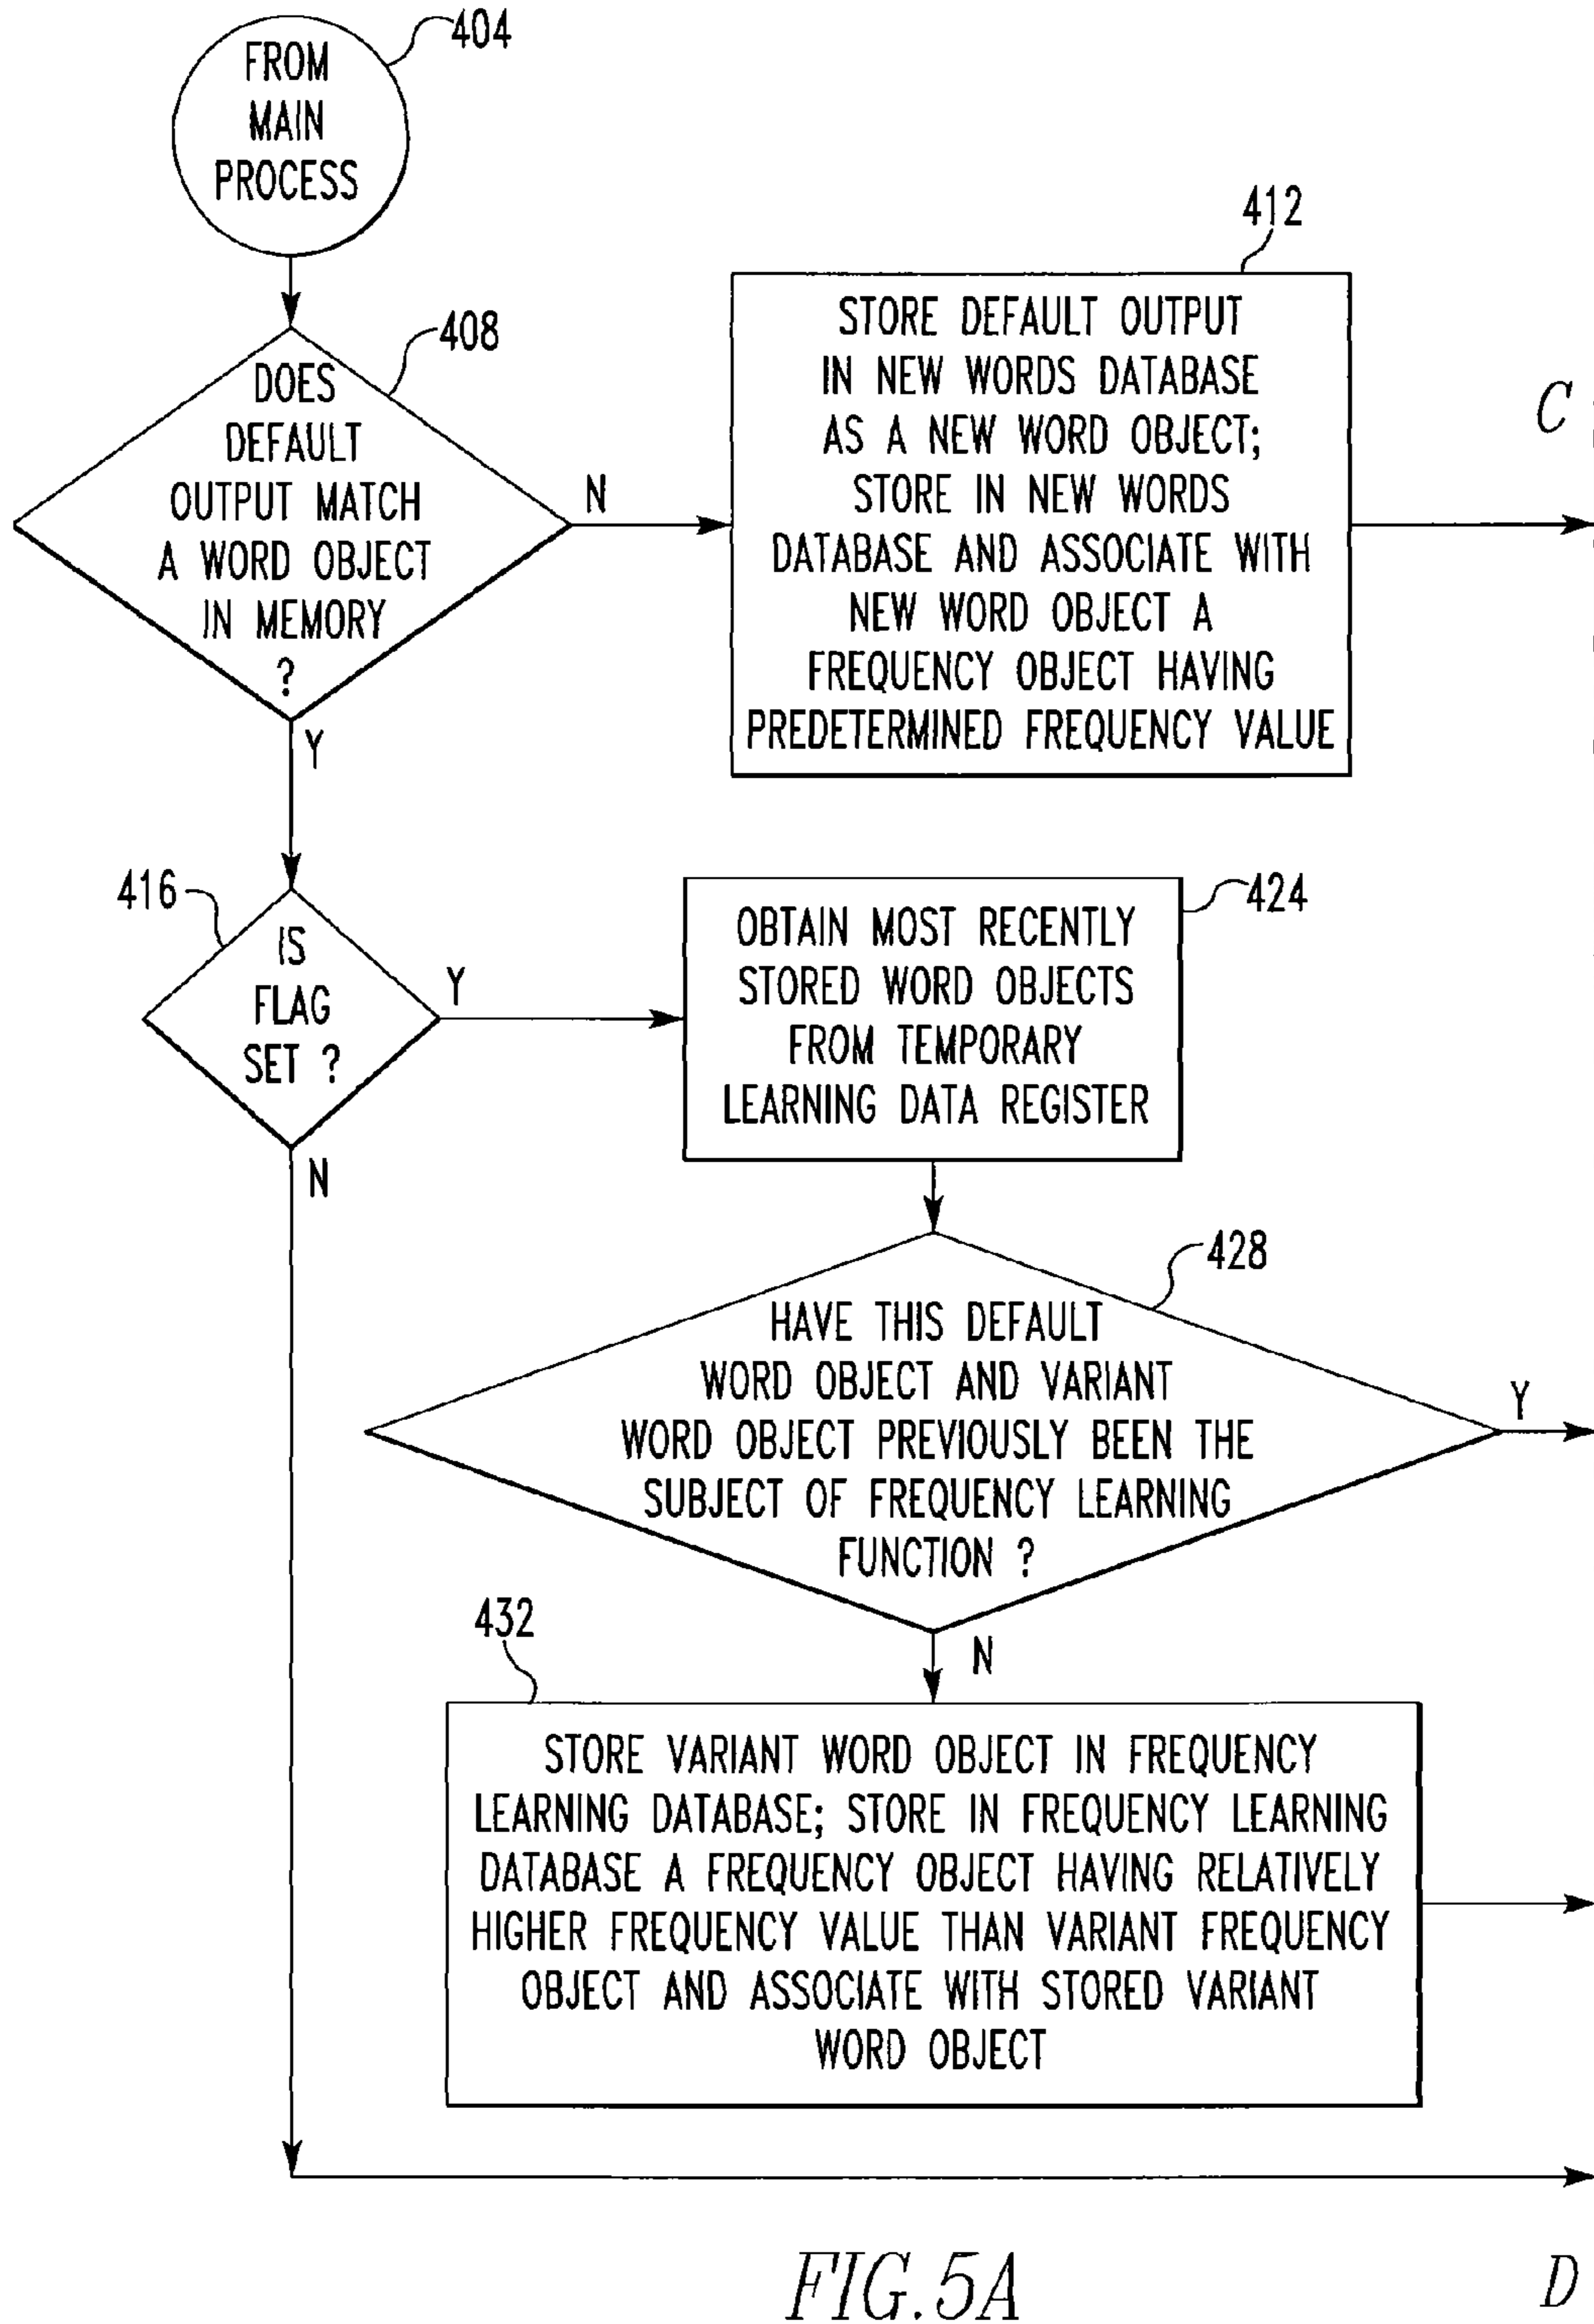 404
FROM
MAIN
PROCESS
408
DOES
DEFAULT
OUTPUT MATCH
A WORD OBJECT
IN MEMORY
?
N
Y
412
STORE DEFAULT OUTPUT
IN NEW WORDS DATABASE
AS A NEW WORD OBJECT;
STORE IN NEW WORDS
DATABASE AND ASSOCIATE WITH
NEW WORD OBJECT A
FREQUENCY OBJECT HAVING
PREDETERMINED FREQUENCY VALUE
C
416
IS
FLAG
SET ?
Y
N
424
OBTAIN MOST RECENTLY
STORED WORD OBJECTS
FROM TEMPORARY
LEARNING DATA REGISTER
428
HAVE THIS DEFAULT
WORD OBJECT AND VARIANT
WORD OBJECT PREVIOUSLY BEEN THE
SUBJECT OF FREQUENCY LEARNING
FUNCTION ?
Y
N
432
STORE VARIANT WORD OBJECT IN FREQUENCY
LEARNING DATABASE; STORE IN FREQUENCY LEARNING
DATABASE A FREQUENCY OBJECT HAVING RELATIVELY
HIGHER FREQUENCY VALUE THAN VARIANT FREQUENCY
OBJECT AND ASSOCIATE WITH STORED VARIANT
WORD OBJECT
FIG.5A
D